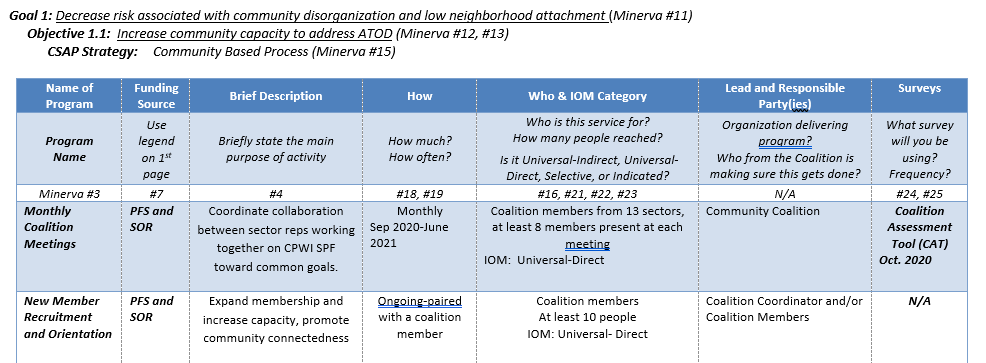 Goal 1: Decrease risk associated with community disorganization and low neighborhood attachment (Minerva #11)
Objective 1.1: Increase community capacity to address ATOD (Minerva #12, #13)
CSAP Strategy: Community Based Process (Minerva #15)
Name of
Program
Funding
Source
Brief Description
How
Who & IOM Category
Lead and Responsible
Party(ies)
Surveys
Program
Name
Use
legend
on 1st
page
Briefly state the main
purpose of activity
How much?
How often?
Who is this service for?
How many people reached?
Is it Universal-Indirect, Universal-
Direct, Selective, or Indicated?
Organization delivering
program?
Who from the Coalition is
making sure this gets done?
What survey
will you be
using?
Frequency?
Minerva #3
#7
#4
#18, #19
#16, #21, #22, #23
N/A
#24, #25
Monthly
Coalition
Meetings
PFS and
SOR
Coordinate collaboration
between sector reps working
together on CPWI SPF
toward common goals.
Monthly
Sep 2020-June
2021
Coalition members from 13 sectors,
at least 8 members present at each
meeting
IOM: Universal-Direct
Community Coalition
Coalition
Assessment
Tool (CAT)
Oct. 2020
New Member
Recruitment
and Orientation
PFS and
SOR
Expand membership and
increase capacity, promote
community connectedness
Ongoing-paired
with a coalition
member
Coalition members
At least 10 people
IOM: Universal- Direct
Coalition Coordinator and/or
Coalition Members
N/A